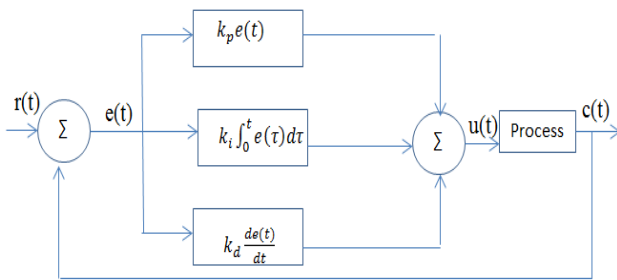 k_p e(t)
r(t)
Σ
e(t)
k_i ∫_0^t e(τ)dτ
Σ
u(t)
Process
c(t)
k_d de(t)/dt